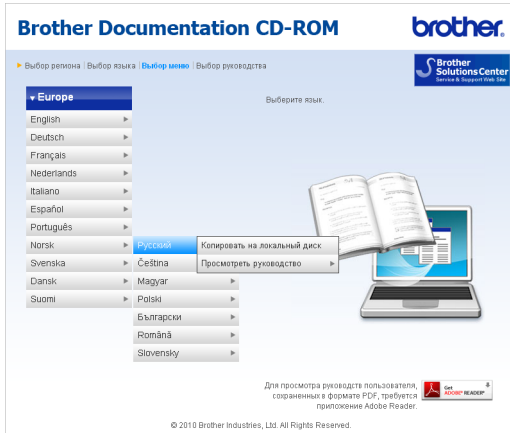 Brother Documentation CD-ROM
brother
Выбор региона | Выбор языка | Выбор меню | Выбор руководства
Brother
Solutions Center
Service & Support Web Site
Europe
Выберите язык.
English
Deutsch
Français
Nederlands
Italiano
Español
Português
Norsk
Svenska
Dansk
Suomi
Русский
Čeština
Magyar
Polski
Български
Română
Slovensky
Копировать на локальный диск
Просмотреть руководство
Для просмотра руководств пользователя,
сохраненных в формате PDF, требуется
приложение Adobe Reader.
Get
ADOBE® READER®
© 2010 Brother Industries, Ltd. All Rights Reserved.